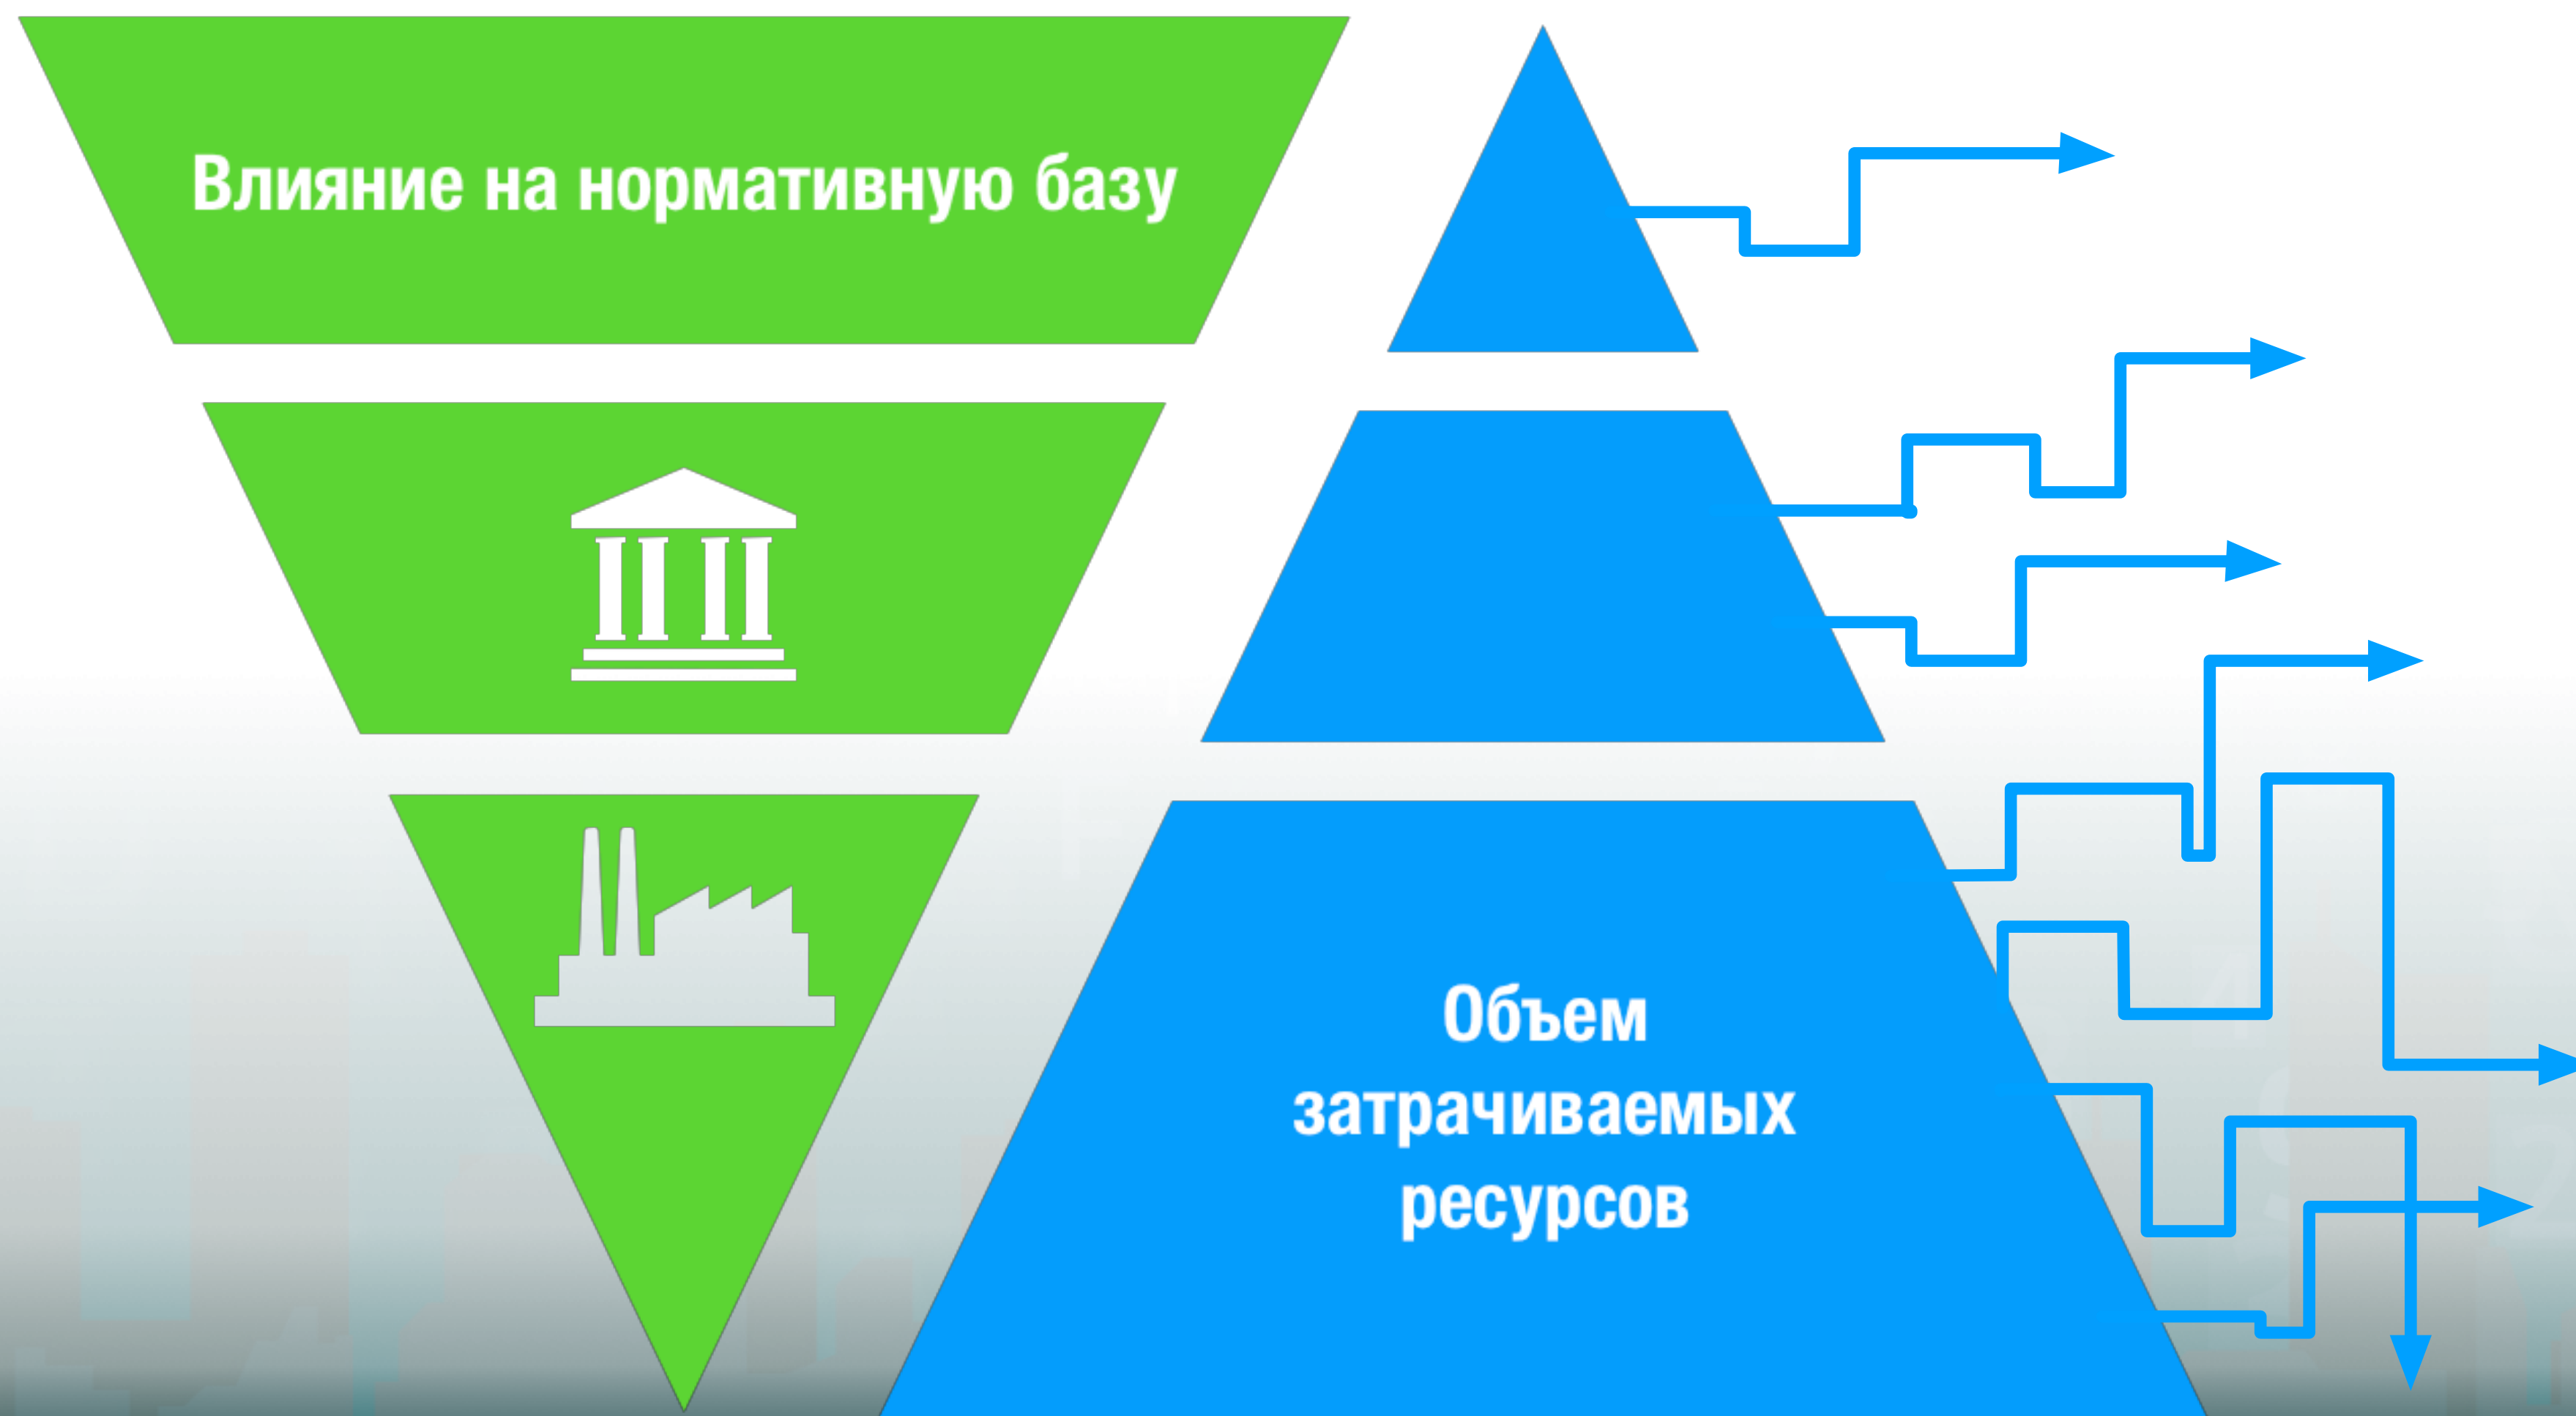 Влияние на нормативную базу
Объем
затрачиваемых
ресурсов